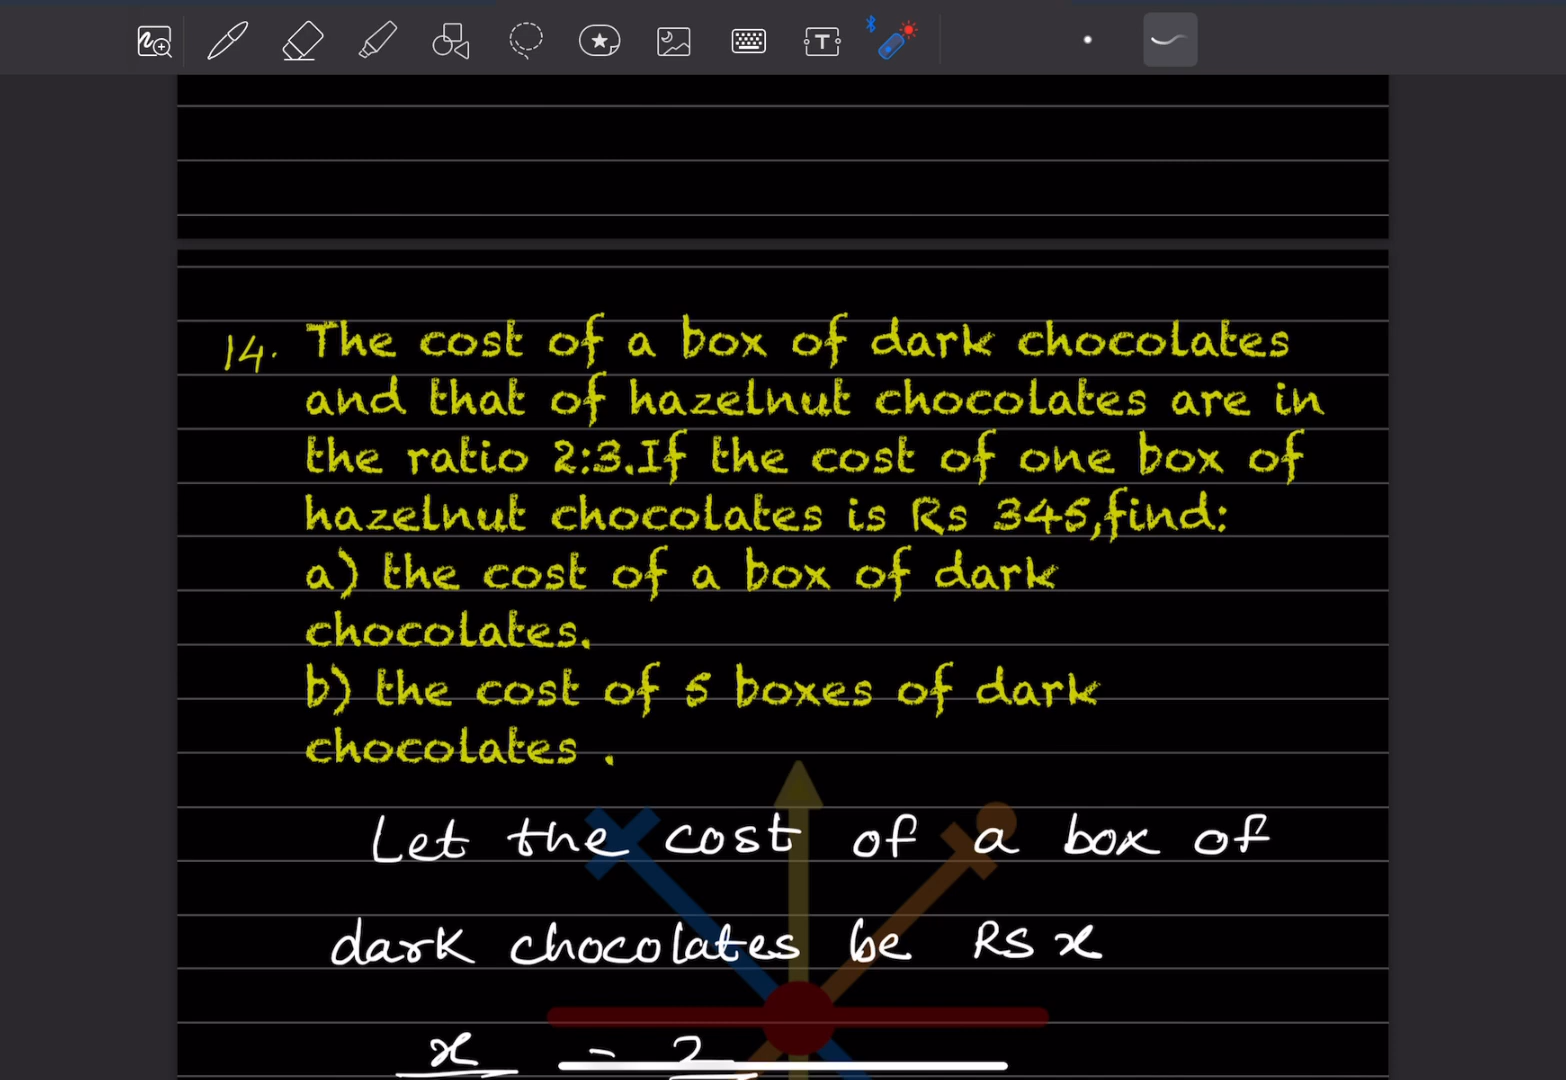 14. The cost of a box of dark chocolates
and that of hazelnut chocolates are in
the ratio 2:3.If the cost of one box of
hazelnut chocolates is Rs 345,find:
a) the cost of a box of dark
chocolates.
b) the cost of 5 boxes of dark
chocolates .
Let the cost of a box of
dark chocolates be RS x
x = 2